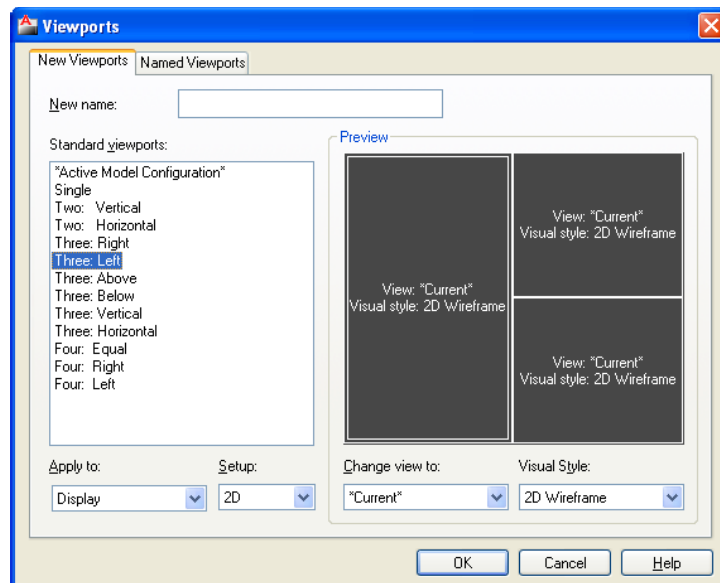 Viewports
New Viewports
Named Viewports
New name:
Standard viewports:
*Active Model Configuration*
Single
Two: Vertical
Two: Horizontal
Three: Right
Three: Left
Three: Above
Three: Below
Three: Vertical
Three: Horizontal
Four: Equal
Four: Right
Four: Left
Preview
View: *Current*
Visual style: 2D Wireframe
View: *Current*
Visual style: 2D Wireframe
View: *Current*
Visual style: 2D Wireframe
Apply to:
Display
Setup:
2D
Change view to:
*Current*
Visual Style:
2D Wireframe
OK
Cancel
Help